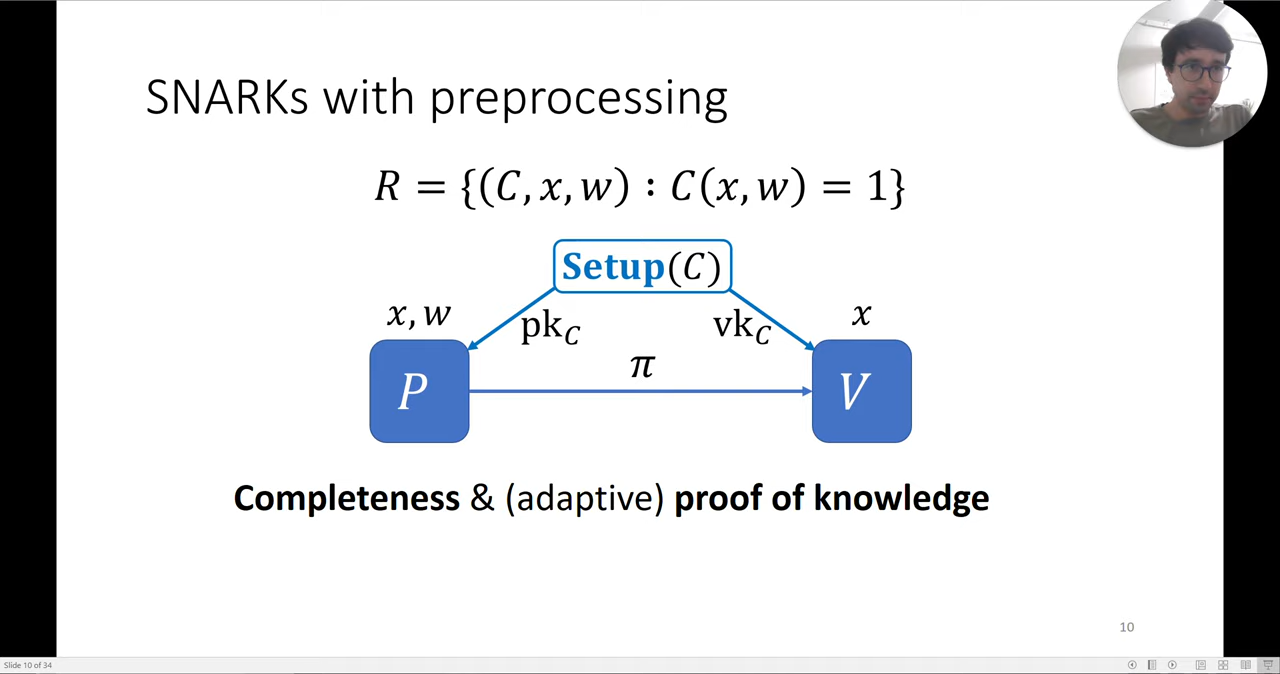 SNARKs with preprocessing
R = {(C, x, w) : C(x, w) = 1}
Setup(C)
x, w
pk_C
vk_C
x
π
P
V
Completeness & (adaptive) proof of knowledge
10
Slide 10 of 34